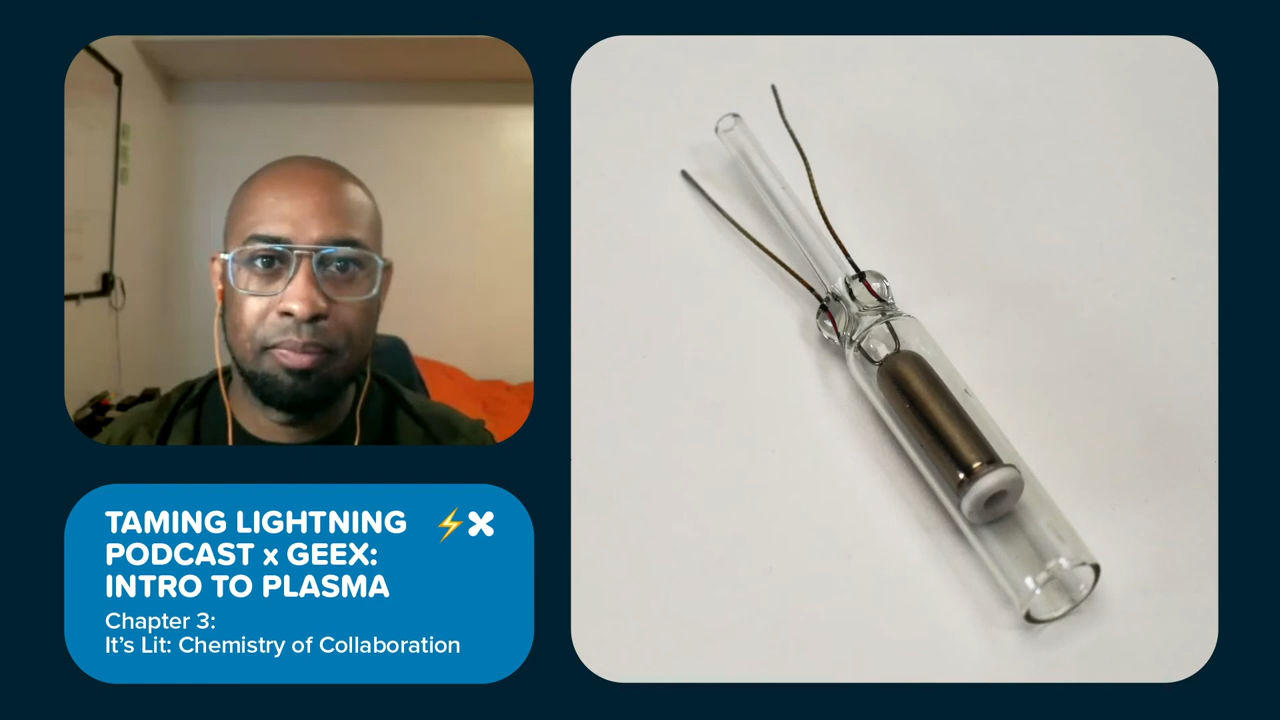 TAMING LIGHTNING ⚡✖
PODCAST x GEEX:
INTRO TO PLASMA
Chapter 3:
It’s Lit: Chemistry of Collaboration